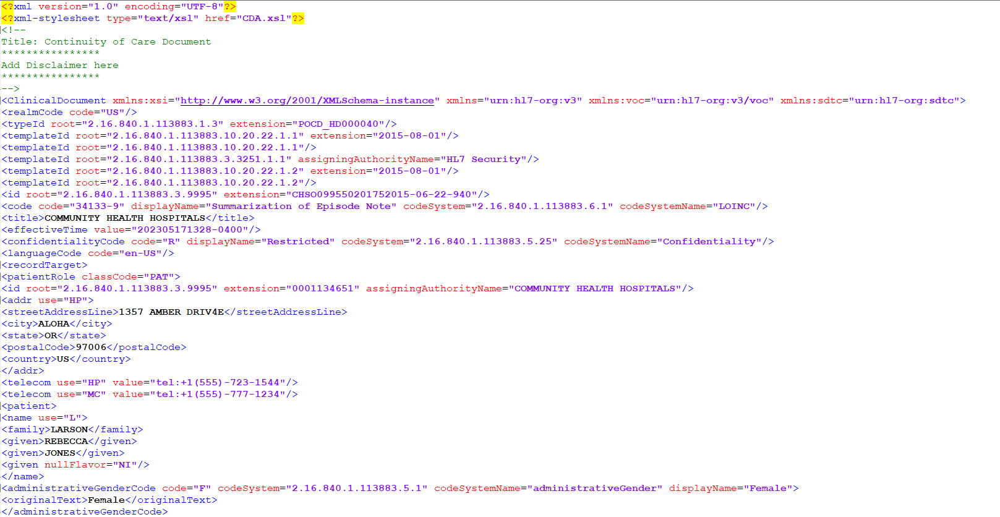 <?xml version="1.0" encoding="UTF-8"?>
<?xml-stylesheet type="text/xsl" href="CDA.xsl"?>
<!--
Title: Continuity of Care Document
****************
Add Disclaimer here
****************
-->
<ClinicalDocument xmlns:xsi="http://www.w3.org/2001/XMLSchema-instance" xmlns="urn:hl7-org:v3" xmlns:voc="urn:hl7-org:v3/voc" xmlns:sdtc="urn:hl7-org:sdtc">
<realmCode code="US"/>
<typeId root="2.16.840.1.113883.1.3" extension="POCD_HD000040"/>
<templateId root="2.16.840.1.113883.10.20.22.1.1" extension="2015-08-01"/>
<templateId root="2.16.840.1.113883.10.20.22.1.1"/>
<templateId root="2.16.840.1.113883.3.3251.1.1" assigningAuthorityName="HL7 Security"/>
<templateId root="2.16.840.1.113883.10.20.22.1.2" extension="2015-08-01"/>
<templateId root="2.16.840.1.113883.10.20.22.1.2"/>
<id root="2.16.840.1.113883.3.9995" extension="CHSO099550201752015-06-22-940"/>
<code code="34133-9" displayName="Summarization of Episode Note" codeSystem="2.16.840.1.113883.6.1" codeSystemName="LOINC"/>
<title>COMMUNITY HEALTH HOSPITALS</title>
<effectiveTime value="202305171328-0400"/>
<confidentialityCode code="R" displayName="Restricted" codeSystem="2.16.840.1.113883.5.25" codeSystemName="Confidentiality"/>
<languageCode code="en-US"/>
<recordTarget>
<patientRole classCode="PAT">
<id root="2.16.840.1.113883.3.9995" extension="0001134651" assigningAuthorityName="COMMUNITY HEALTH HOSPITALS"/>
<addr use="HP">
<streetAddressLine>1357 AMBER DRIV4E</streetAddressLine>
<city>ALOHA</city>
<state>OR</state>
<postalCode>97006</postalCode>
<country>US</country>
</addr>
<telecom use="HP" value="tel:+1(555)-723-1544"/>
<telecom use="MC" value="tel:+1(555)-777-1234"/>
<patient>
<name use="L">
<family>LARSON</family>
<given>REBECCA</given>
<given>JONES</given>
<given nullFlavor="NI"/>
</name>
<administrativeGenderCode code="F" codeSystem="2.16.840.1.113883.5.1" codeSystemName="administrativeGender" displayName="Female">
<originalText>Female</originalText>
</administrativeGenderCode>